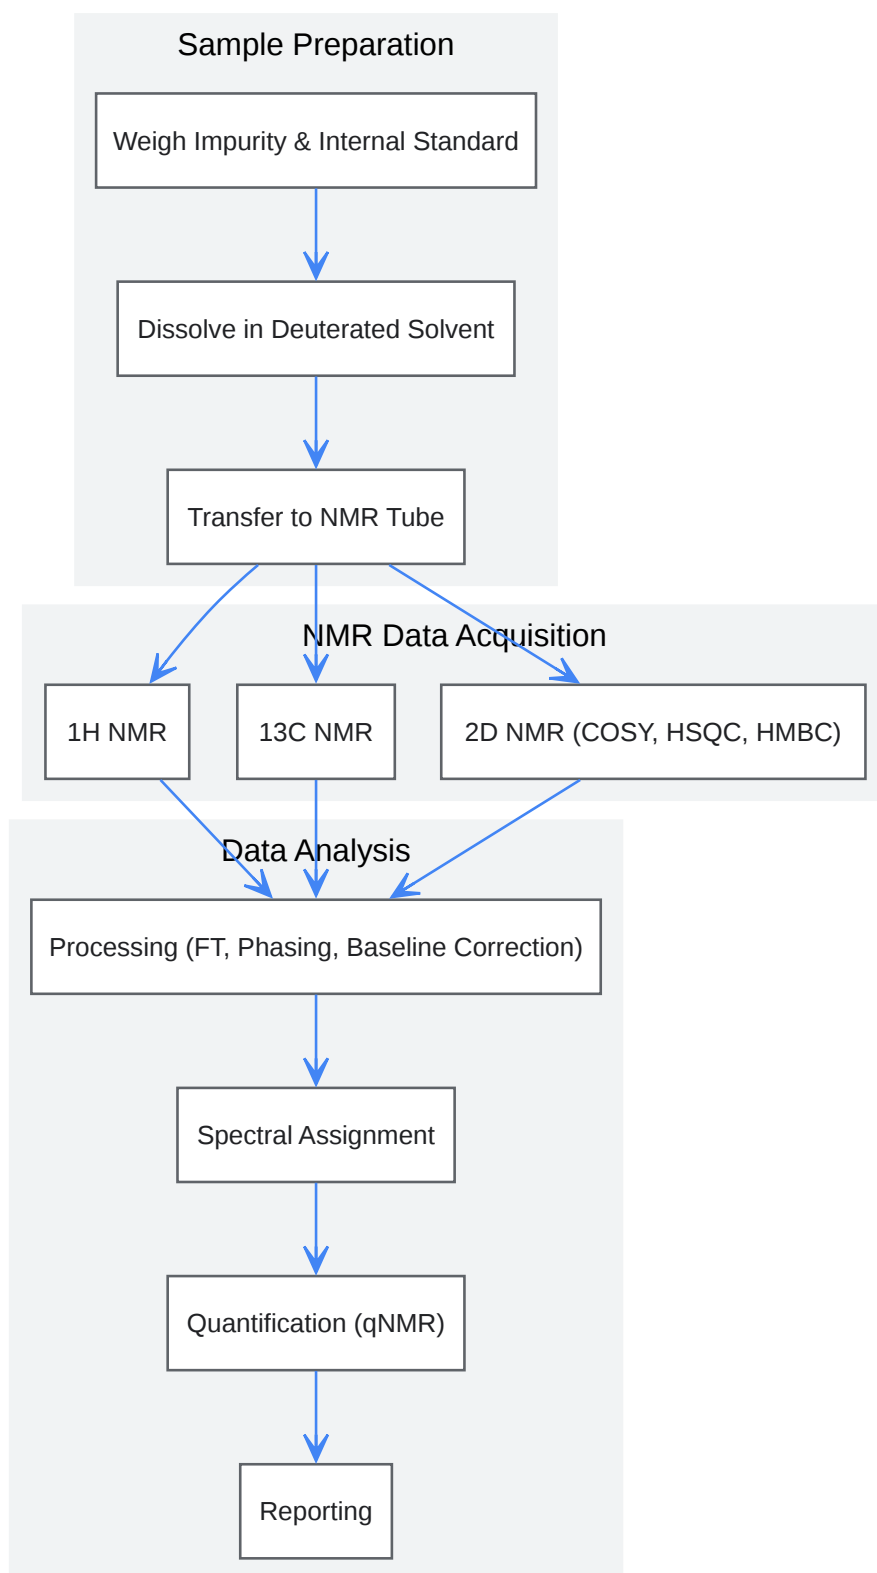 Sample Preparation
Weigh Impurity & Internal Standard
Dissolve in Deuterated Solvent
Transfer to NMR Tube
NMR Data Acquisition
1H NMR
13C NMR
2D NMR (COSY, HSQC, HMBC)
Data Analysis
Processing (FT, Phasing, Baseline Correction)
Spectral Assignment
Quantification (qNMR)
Reporting